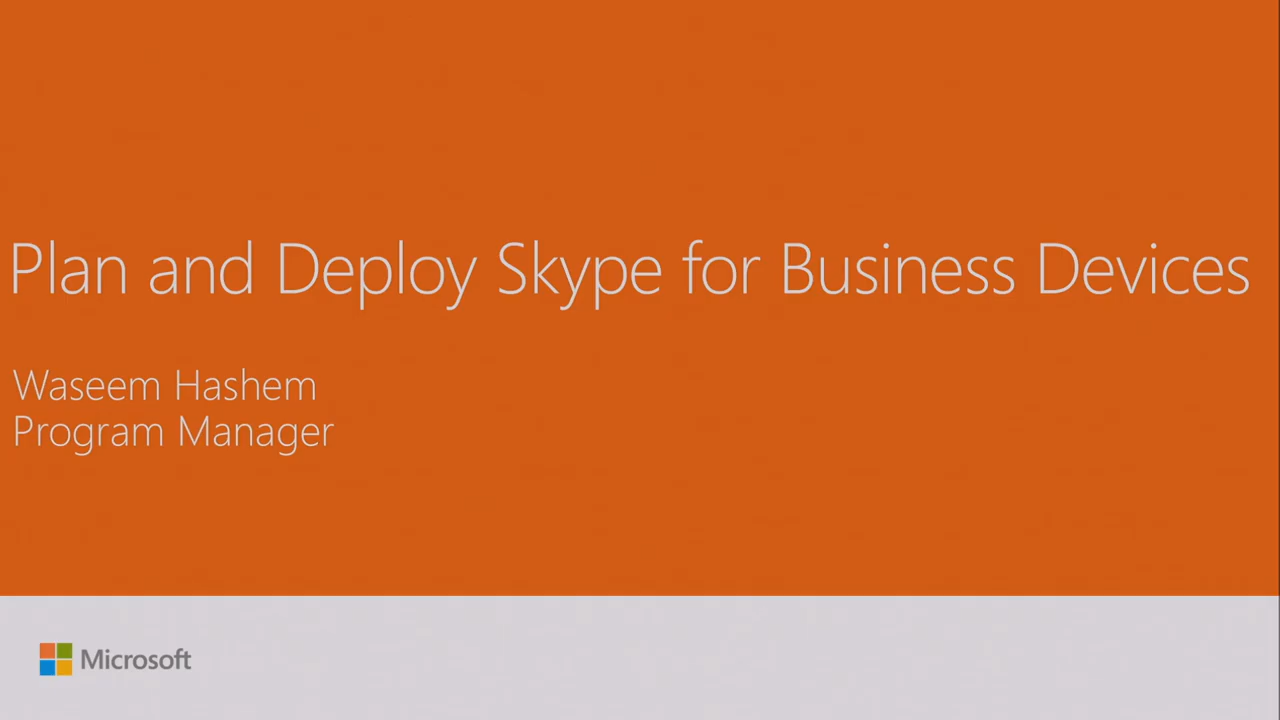 Plan and Deploy Skype for Business Devices
Waseem Hashem
Program Manager
Microsoft